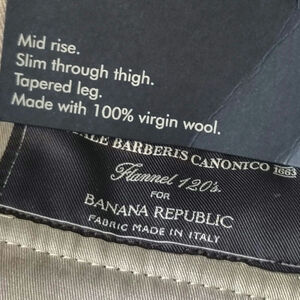 Mid rise.
Slim through thigh.
Tapered leg.
Made with 100% virgin wool.
ALE BARBERIS CANONICO 1663
Flannel 120's
FOR
BANANA REPUBLIC
FABRIC MADE IN ITALY